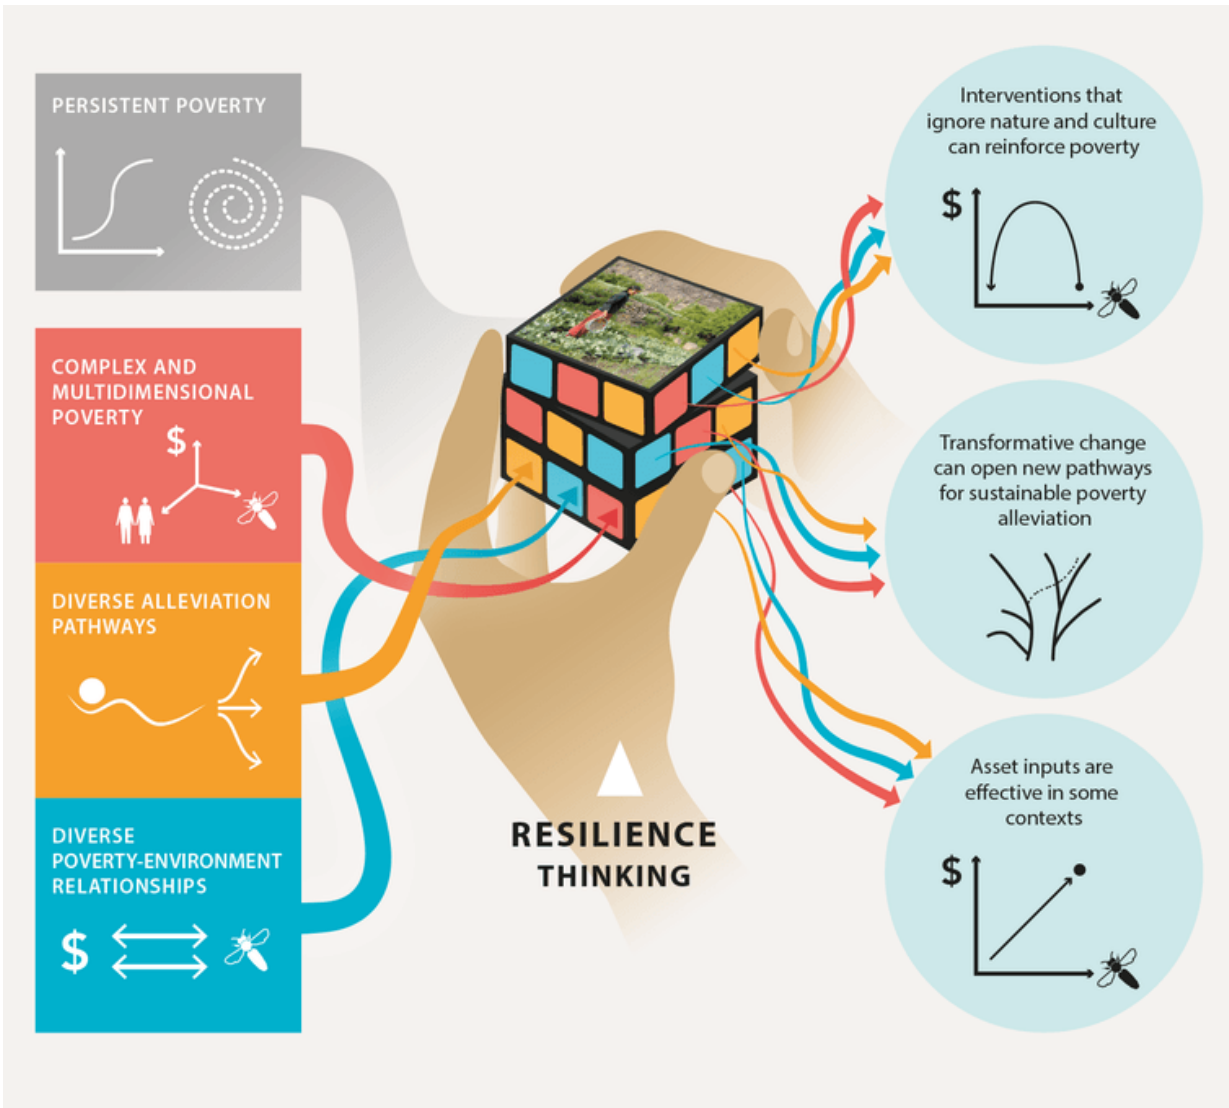 PERSISTENT POVERTY
COMPLEX AND
MULTIDIMENSIONAL
POVERTY
$
DIVERSE ALLEVIATION
PATHWAYS
DIVERSE
POVERTY-ENVIRONMENT
RELATIONSHIPS
$
RESILIENCE
THINKING
Interventions that
ignore nature and culture
can reinforce poverty
$
Transformative change
can open new pathways
for sustainable poverty
alleviation
Asset inputs are
effective in some
contexts
$